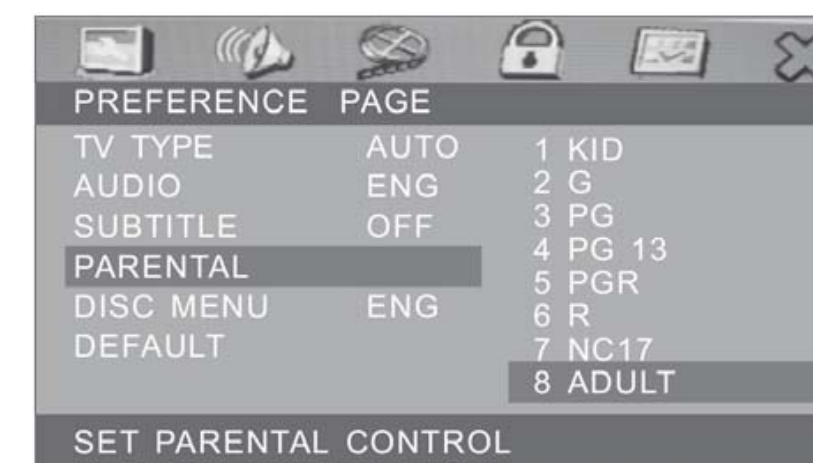 PREFERENCE PAGE
TV TYPE AUTO
AUDIO ENG
SUBTITLE OFF
PARENTAL
DISC MENU ENG
DEFAULT
1 KID
2 G
3 PG
4 PG 13
5 PGR
6 R
7 NC17
8 ADULT
SET PARENTAL CONTROL